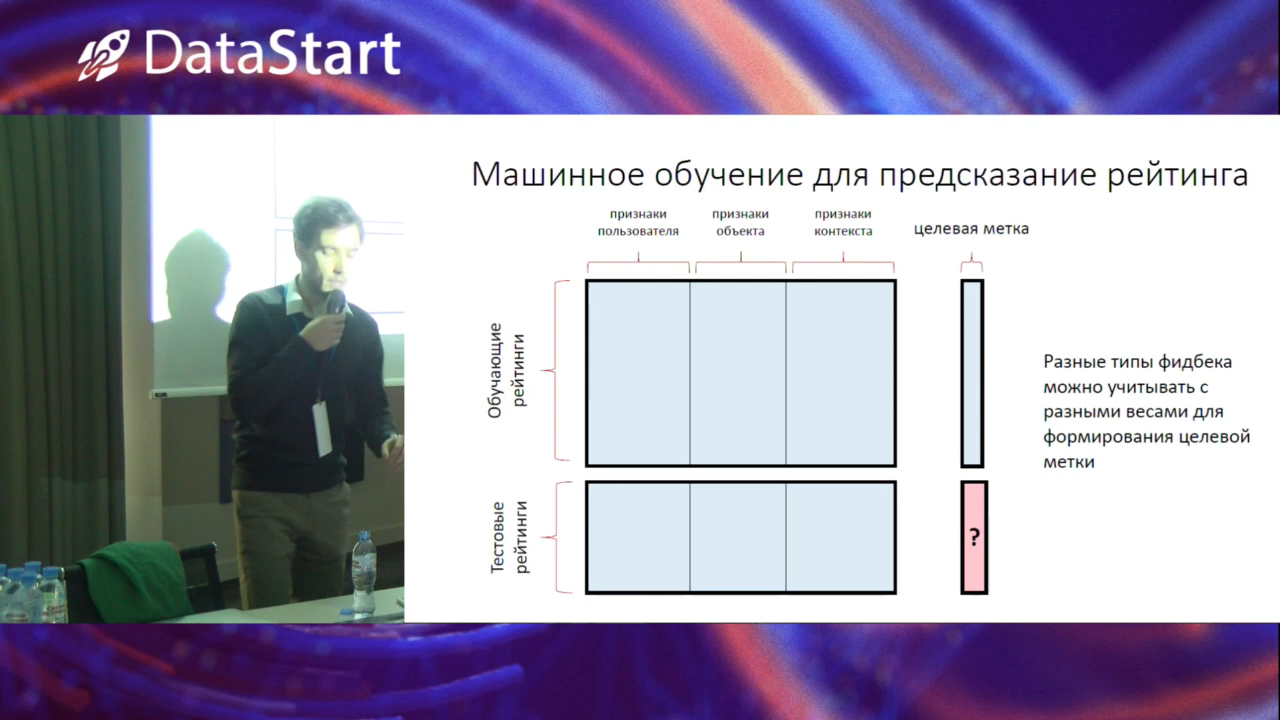 DataStart
Машинное обучение для предсказание рейтинга
признаки
пользователя
признаки
объекта
признаки
контекста
целевая метка
Обучающие
рейтинги
Разные типы фидбека
можно учитывать с
разными весами для
формирования целевой
метки
Тестовые
рейтинги
?